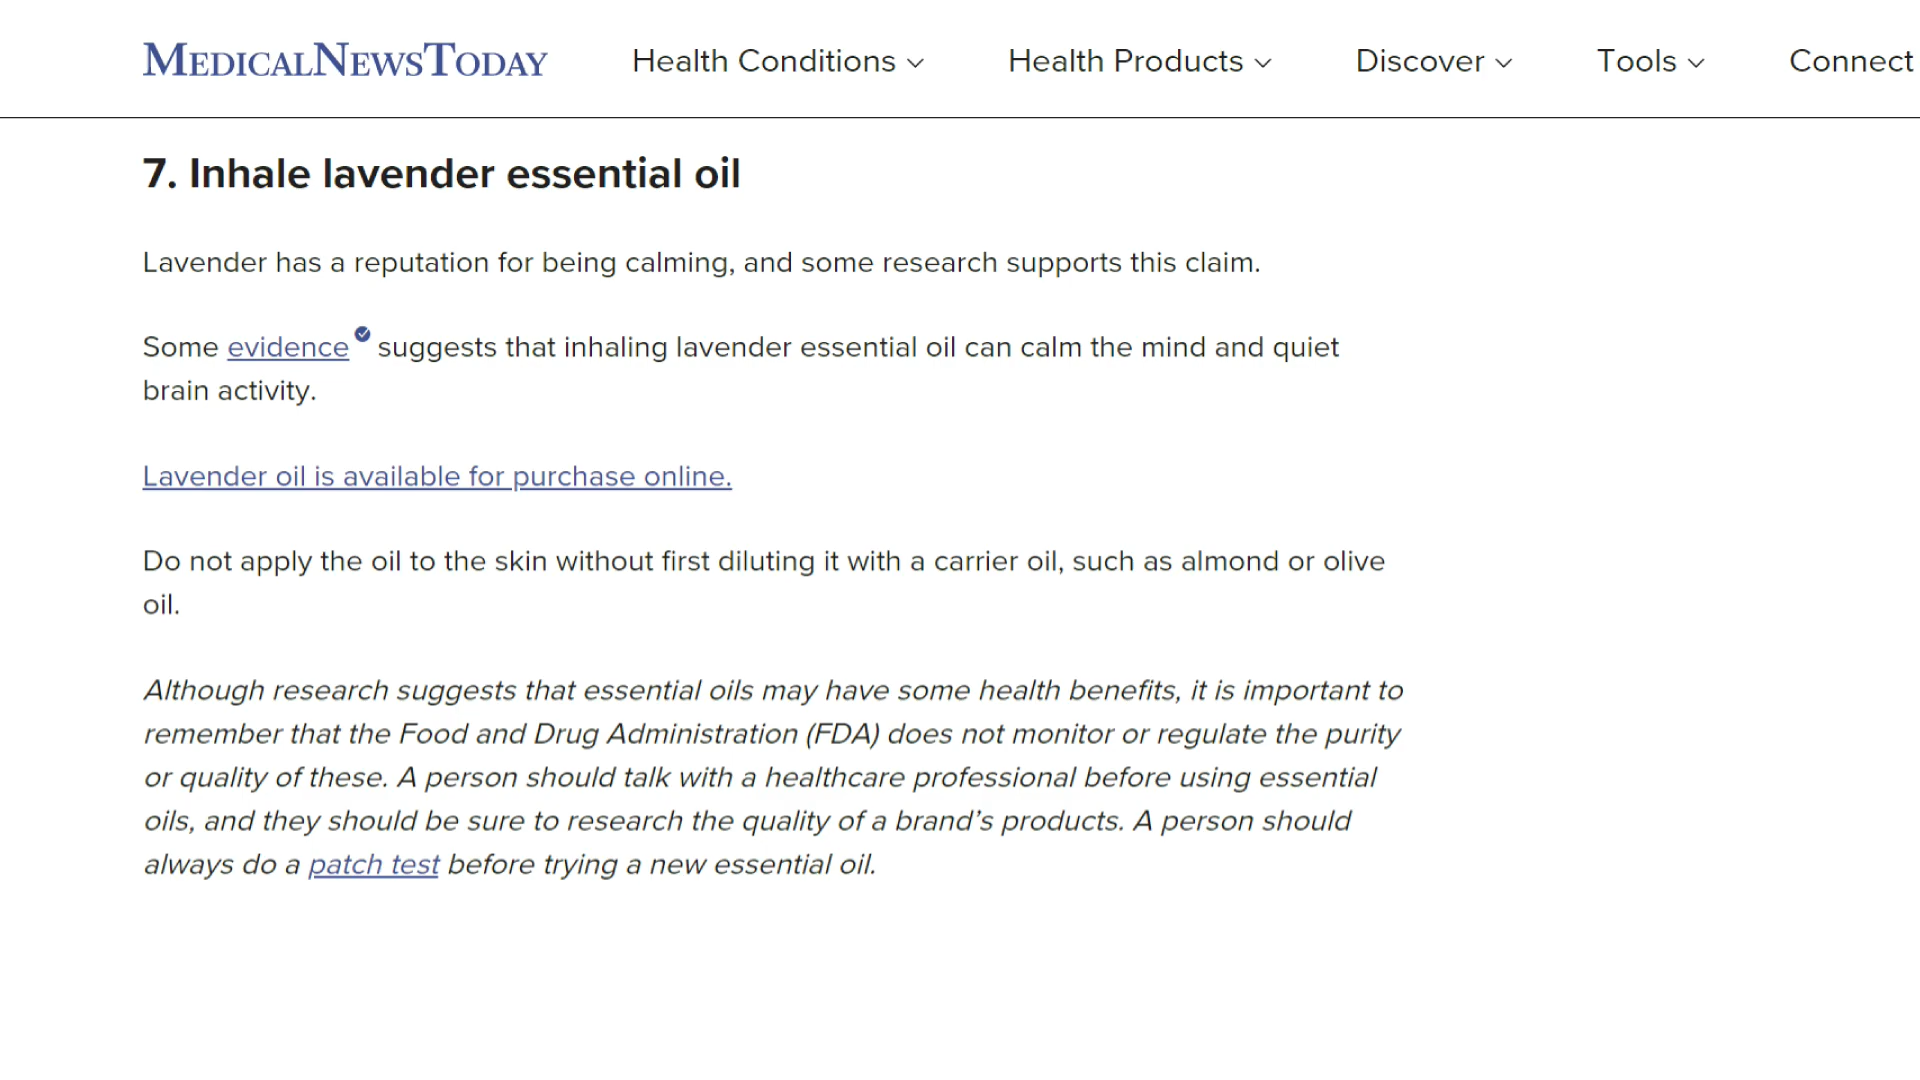 MEDICALNEWSTODAY Health Conditions Health Products Discover Tools Connect
7. Inhale lavender essential oil
Lavender has a reputation for being calming, and some research supports this claim.
Some evidence suggests that inhaling lavender essential oil can calm the mind and quiet
brain activity.
Lavender oil is available for purchase online.
Do not apply the oil to the skin without first diluting it with a carrier oil, such as almond or olive
oil.
Although research suggests that essential oils may have some health benefits, it is important to
remember that the Food and Drug Administration (FDA) does not monitor or regulate the purity
or quality of these. A person should talk with a healthcare professional before using essential
oils, and they should be sure to research the quality of a brand’s products. A person should
always do a patch test before trying a new essential oil.